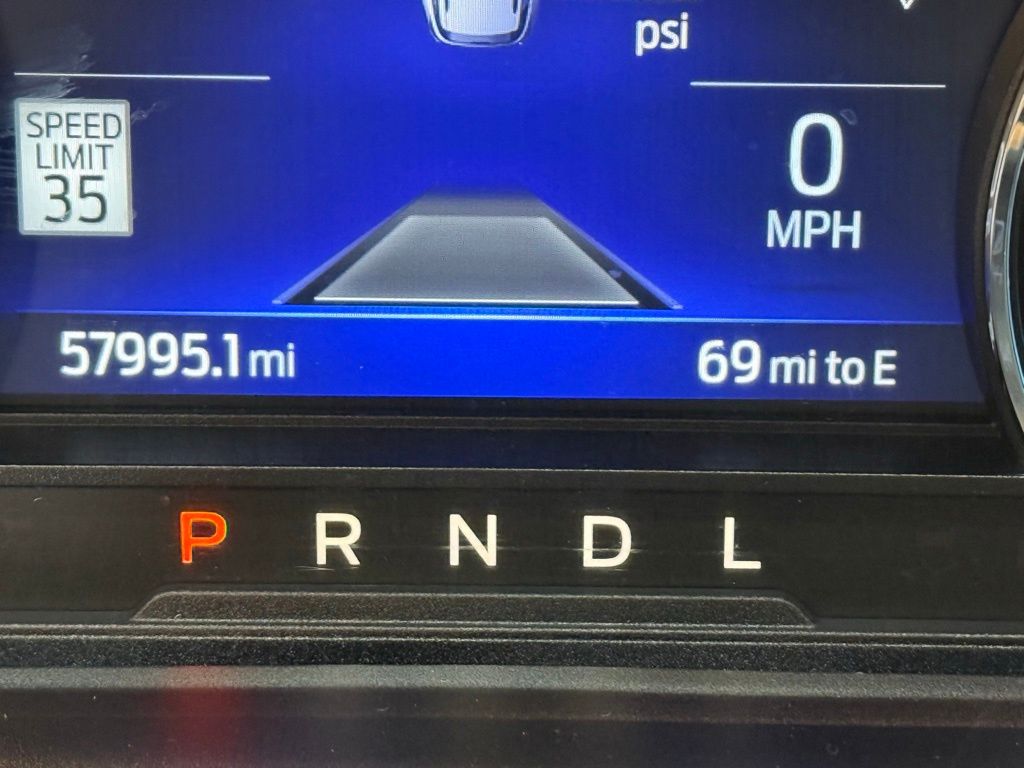 psi
SPEED
LIMIT
35
0
MPH
57995.1 mi
69 mi to E
P R N D L